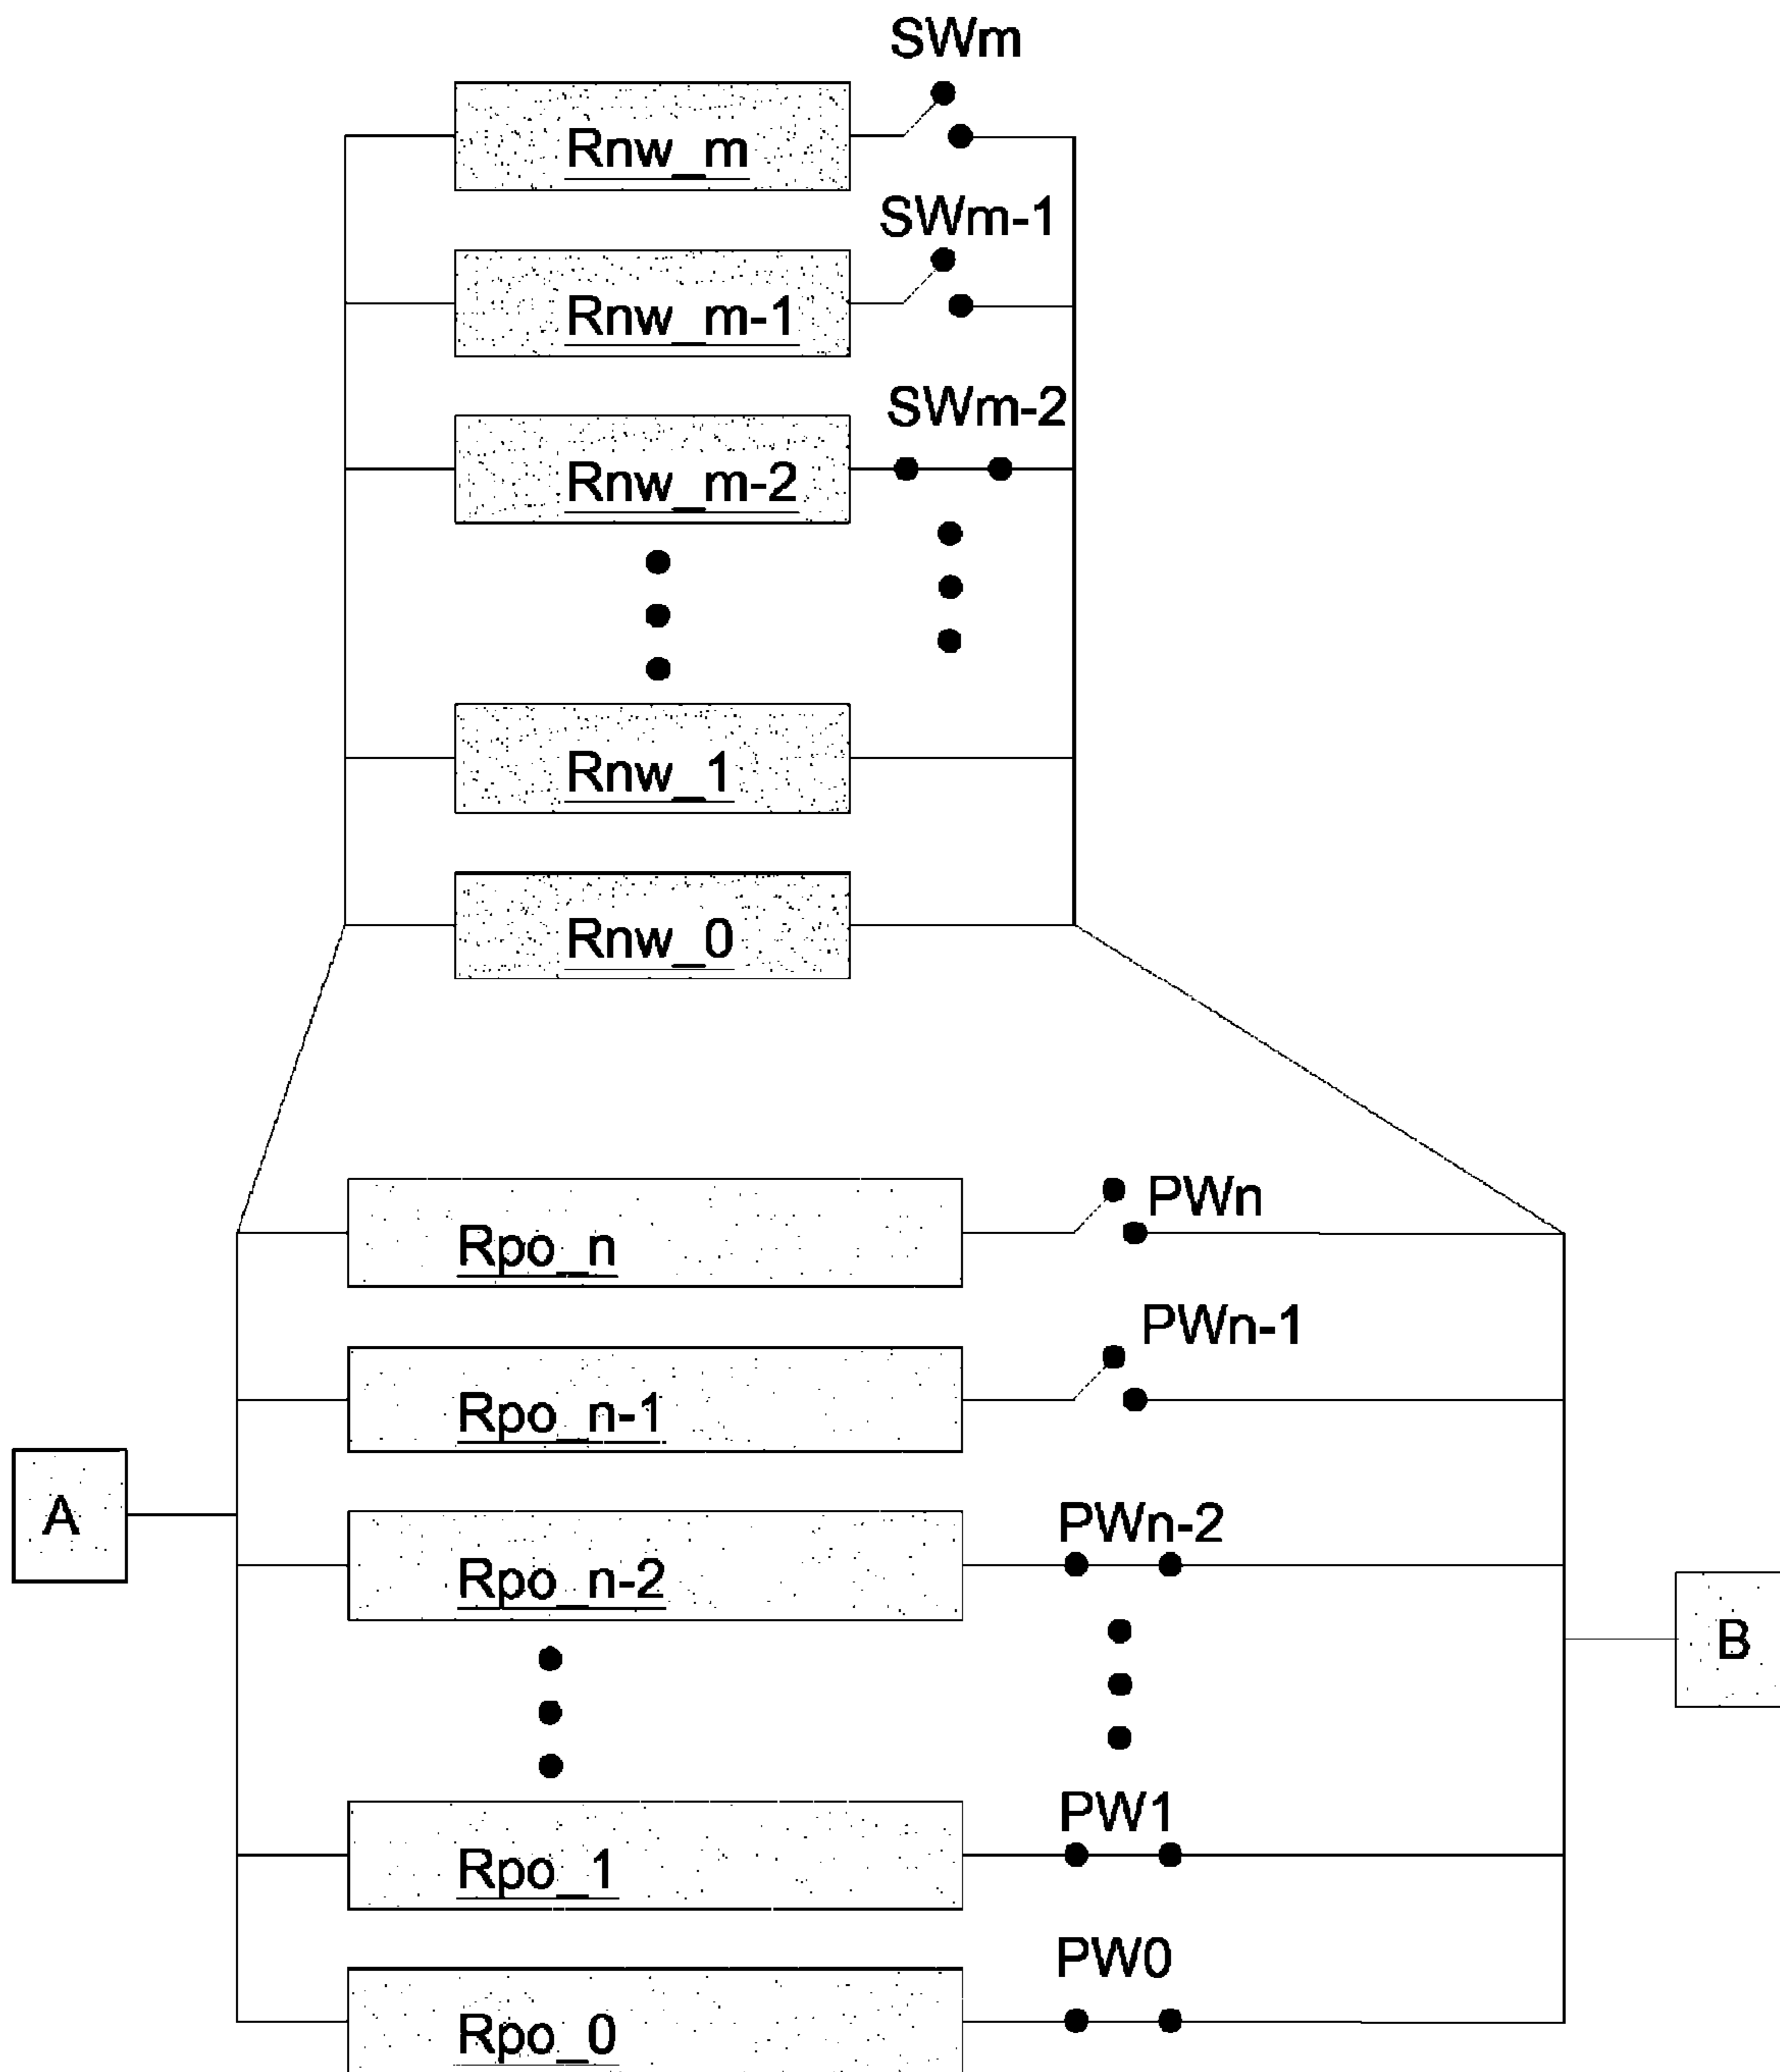 SWm
Rnw_m
SWm-1
Rnw_m-1
SWm-2
Rnw_m-2
Rnw_1
Rnw_0
PWn
Rpo_n
PWn-1
Rpo_n-1
A
PWn-2
Rpo_n-2
B
PW1
Rpo_1
PW0
Rpo_0